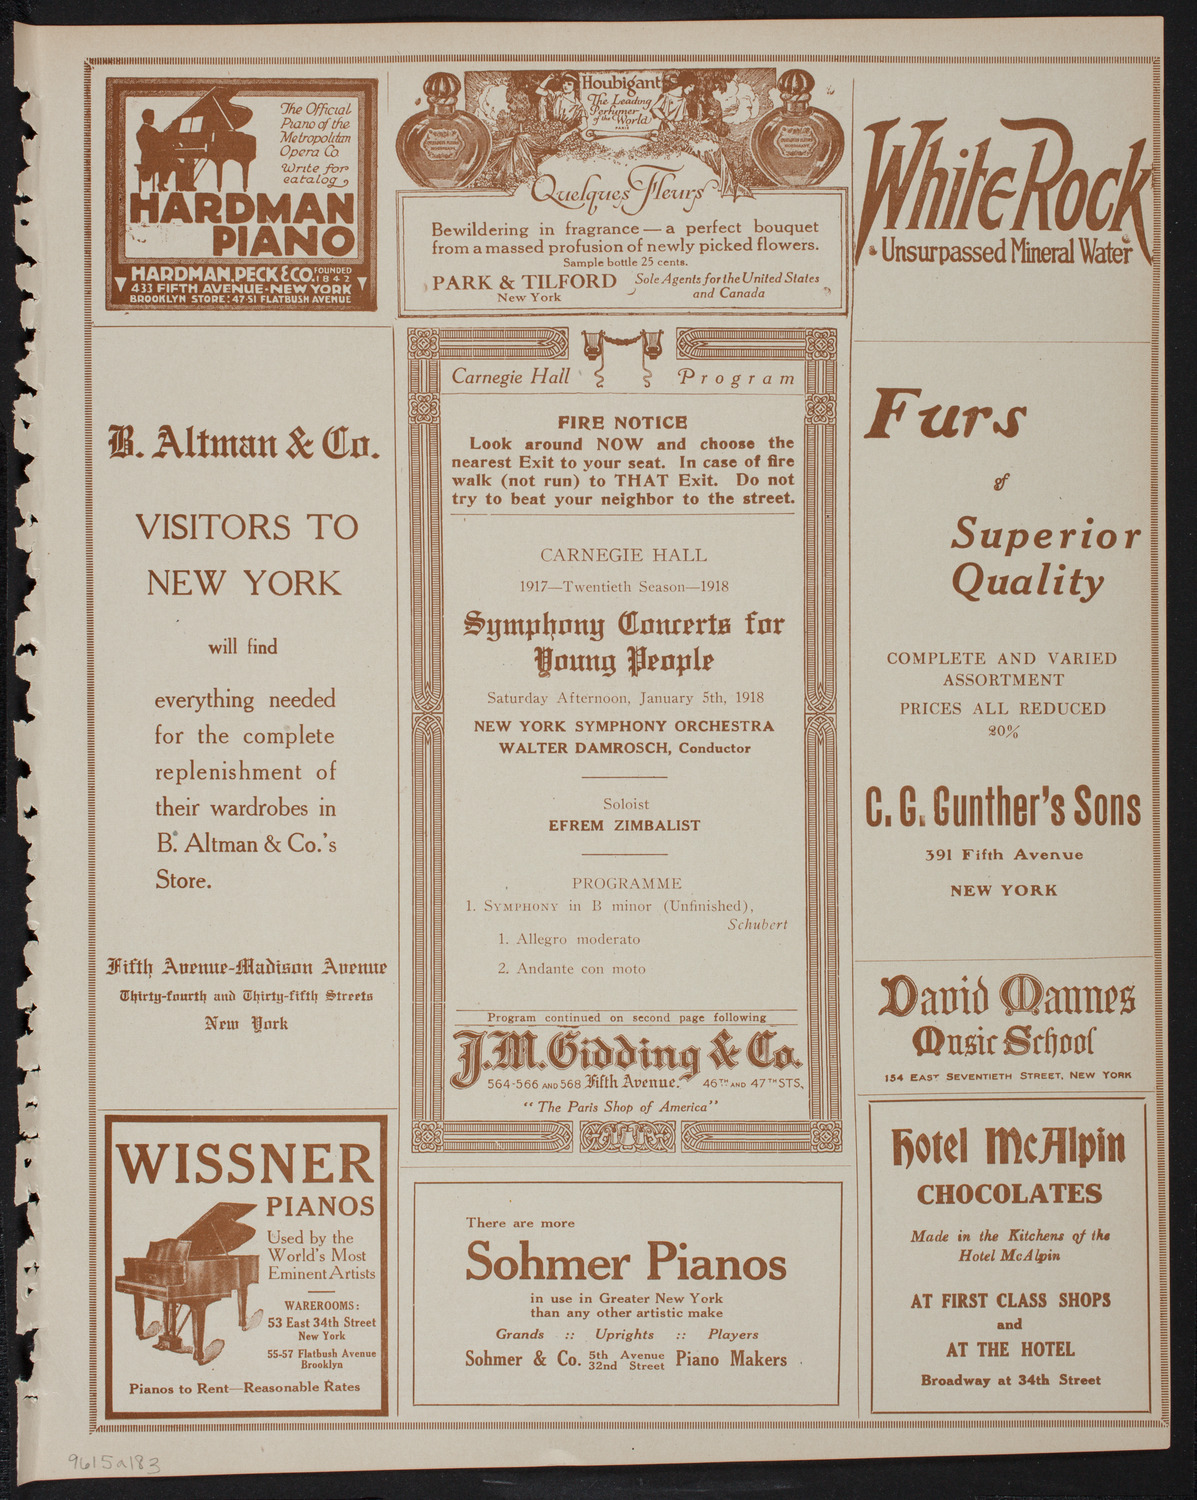 The Official
Piano of the
Metropolitan
Opera Co
Write for
catalog
HARDMAN
PIANO
HARDMAN, PECK & CO. FOUNDED 1842
433 FIFTH AVENUE-NEW YORK
BROOKLYN STORE: 47-51 FLATBUSH AVENUE
Houbigant
The Leading
Perfumer
of the World
PARIS
Quelques Fleurs
Bewildering in fragrance — a perfect bouquet
from a massed profusion of newly picked flowers.
Sample bottle 25 cents.
PARK & TILFORD
New York
Sole Agents for the United States
and Canada
White Rock
Unsurpassed Mineral Water
B. Altman & Co.
VISITORS TO
NEW YORK
will find
everything needed
for the complete
replenishment of
their wardrobes in
B. Altman & Co.'s
Store.
Fifth Avenue-Madison Avenue
Thirty-fourth and Thirty-fifth Streets
New York
WISSNER
PIANOS
Used by the
World's Most
Eminent Artists
WAREROOMS:
53 East 34th Street
New York
55-57 Flatbush Avenue
Brooklyn
Pianos to Rent—Reasonable Rates
Carnegie Hall Program
FIRE NOTICE
Look around NOW and choose the
nearest Exit to your seat. In case of fire
walk (not run) to THAT Exit. Do not
try to beat your neighbor to the street.
CARNEGIE HALL
1917—Twentieth Season—1918
Symphony Concerts for
Young People
Saturday Afternoon, January 5th, 1918
NEW YORK SYMPHONY ORCHESTRA
WALTER DAMROSCH, Conductor
Soloist
EFREM ZIMBALIST
PROGRAMME
1. SYMPHONY in B minor (Unfinished),
Schubert
1. Allegro moderato
2. Andante con moto
Program continued on second page following
J. M. Gidding & Co.
564-566 AND 568 Fifth Avenue. 46TH AND 47TH STS.
"The Paris Shop of America"
There are more
Sohmer Pianos
in use in Greater New York
than any other artistic make
Grands :: Uprights :: Players
Sohmer & Co. 5th Avenue 32nd Street Piano Makers
Furs
of
Superior
Quality
COMPLETE AND VARIED
ASSORTMENT
PRICES ALL REDUCED
20%
C. G. Gunther's Sons
391 Fifth Avenue
NEW YORK
David Mannes
Music School
154 EAST SEVENTIETH STREET, NEW YORK
Hotel McAlpin
CHOCOLATES
Made in the Kitchens of the
Hotel McAlpin
AT FIRST CLASS SHOPS
and
AT THE HOTEL
Broadway at 34th Street
9615a183